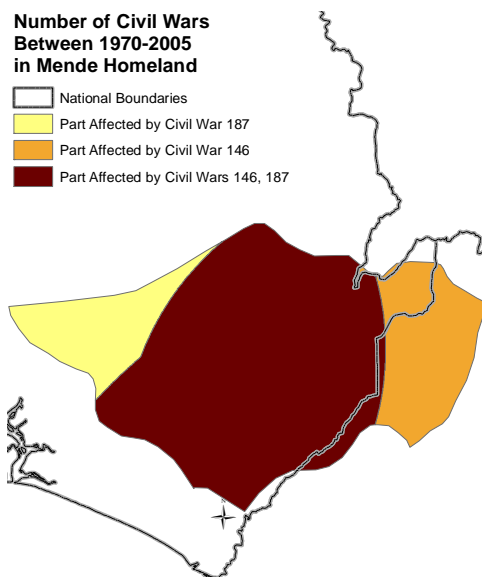 Number of Civil Wars
Between 1970-2005
in Mende Homeland
National Boundaries
Part Affected by Civil War 187
Part Affected by Civil War 146
Part Affected by Civil Wars 146, 187